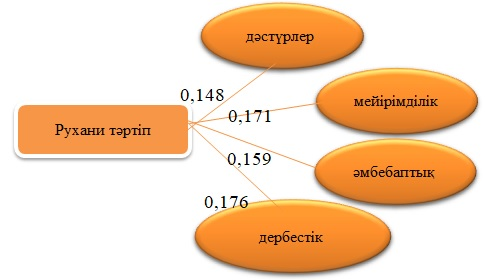 дәстүрлер
0,148
мейірімділік
0,171
Рухани тәртіп
0,159
әмбебаптық
0,176
дербестік